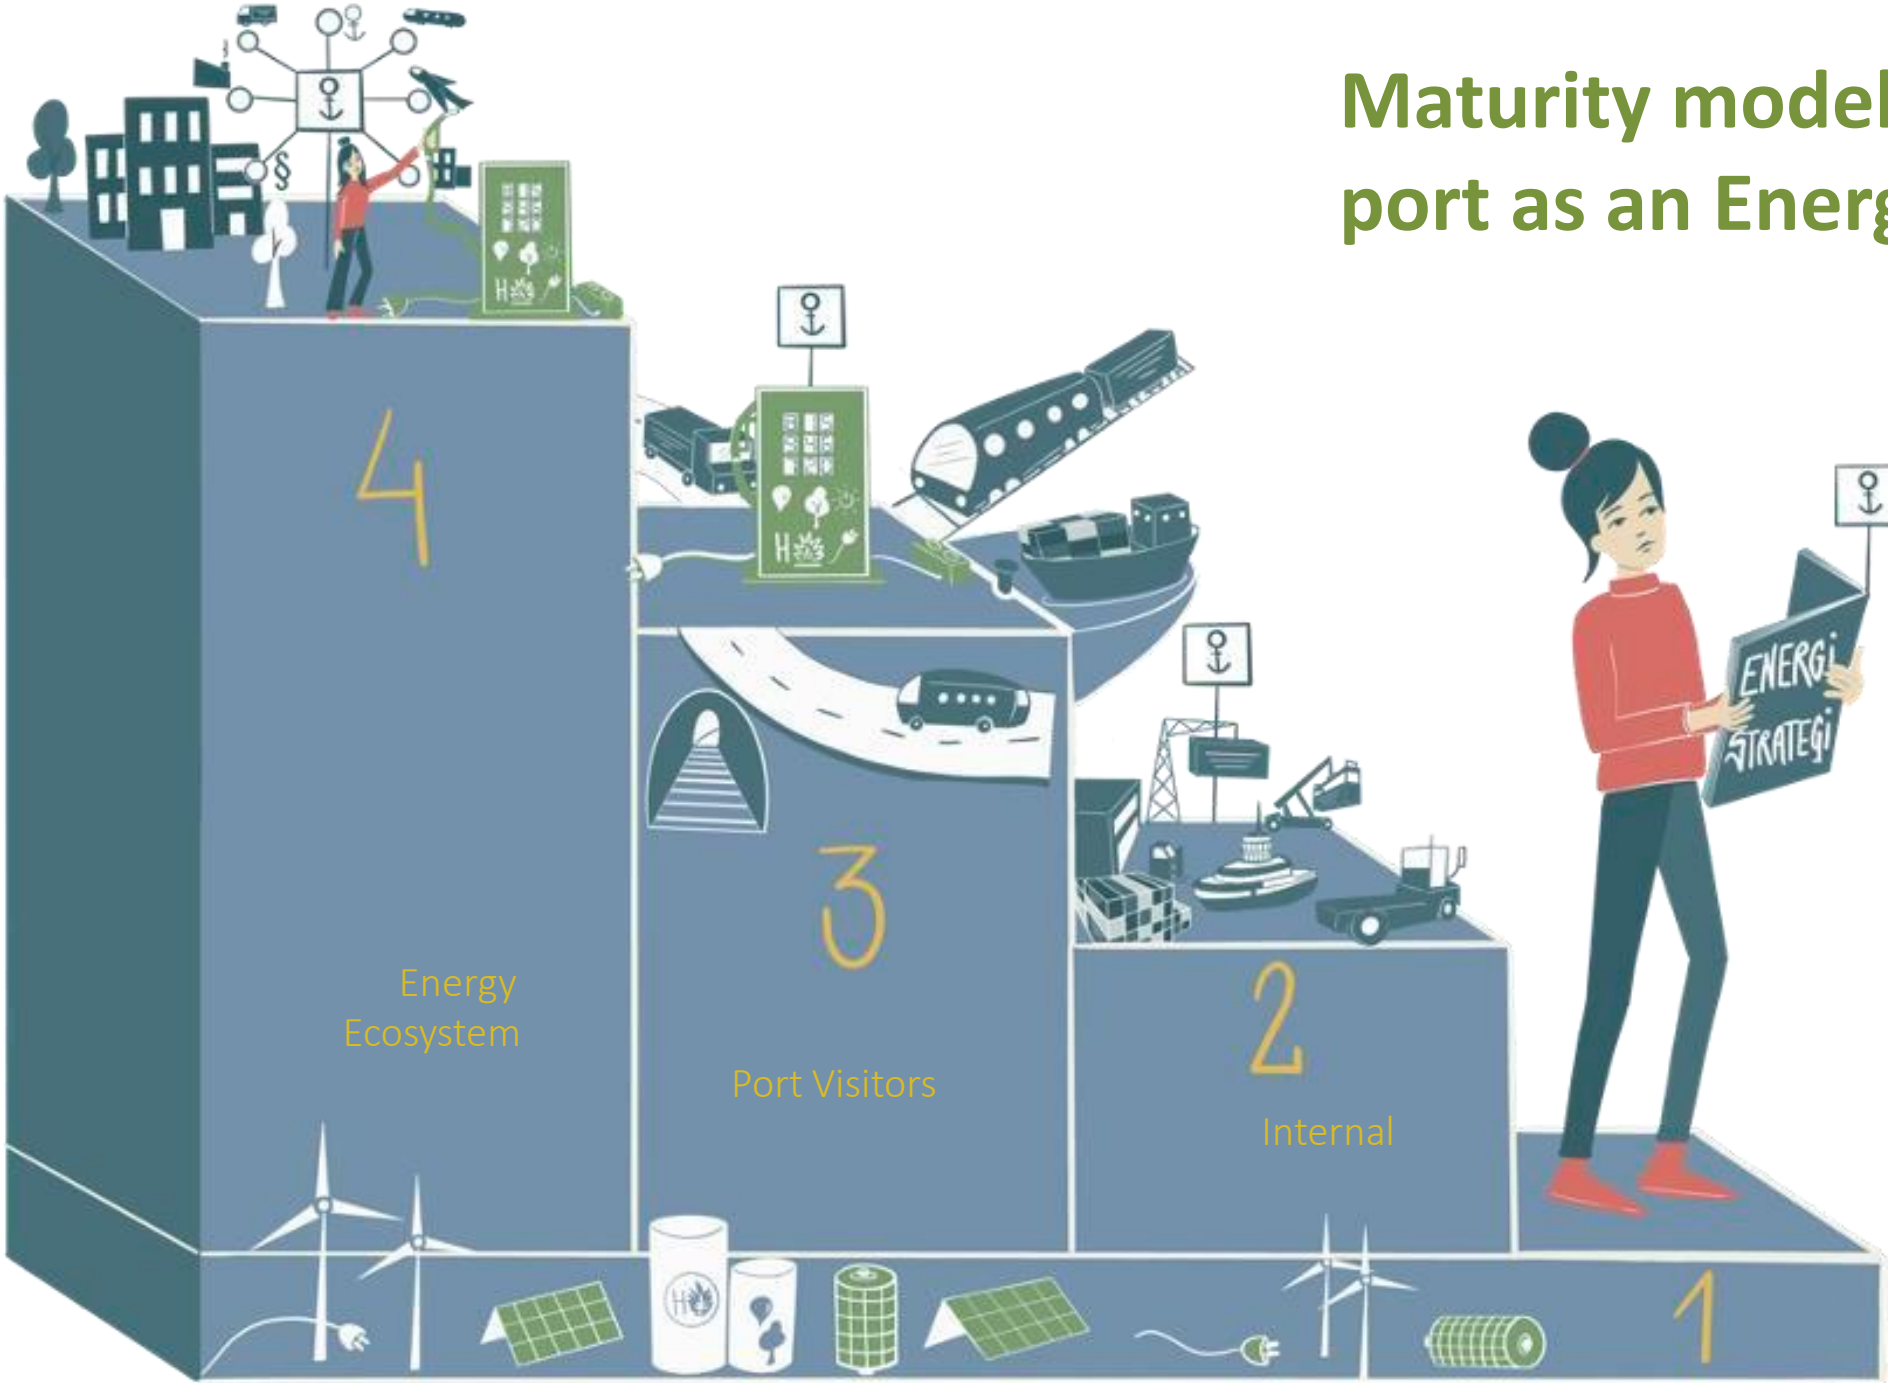 Maturity model
port as an Energ
4
§
H
H
ENERGi
STRATEGi
3
Energy
Ecosystem
2
Port Visitors
Internal
H
1